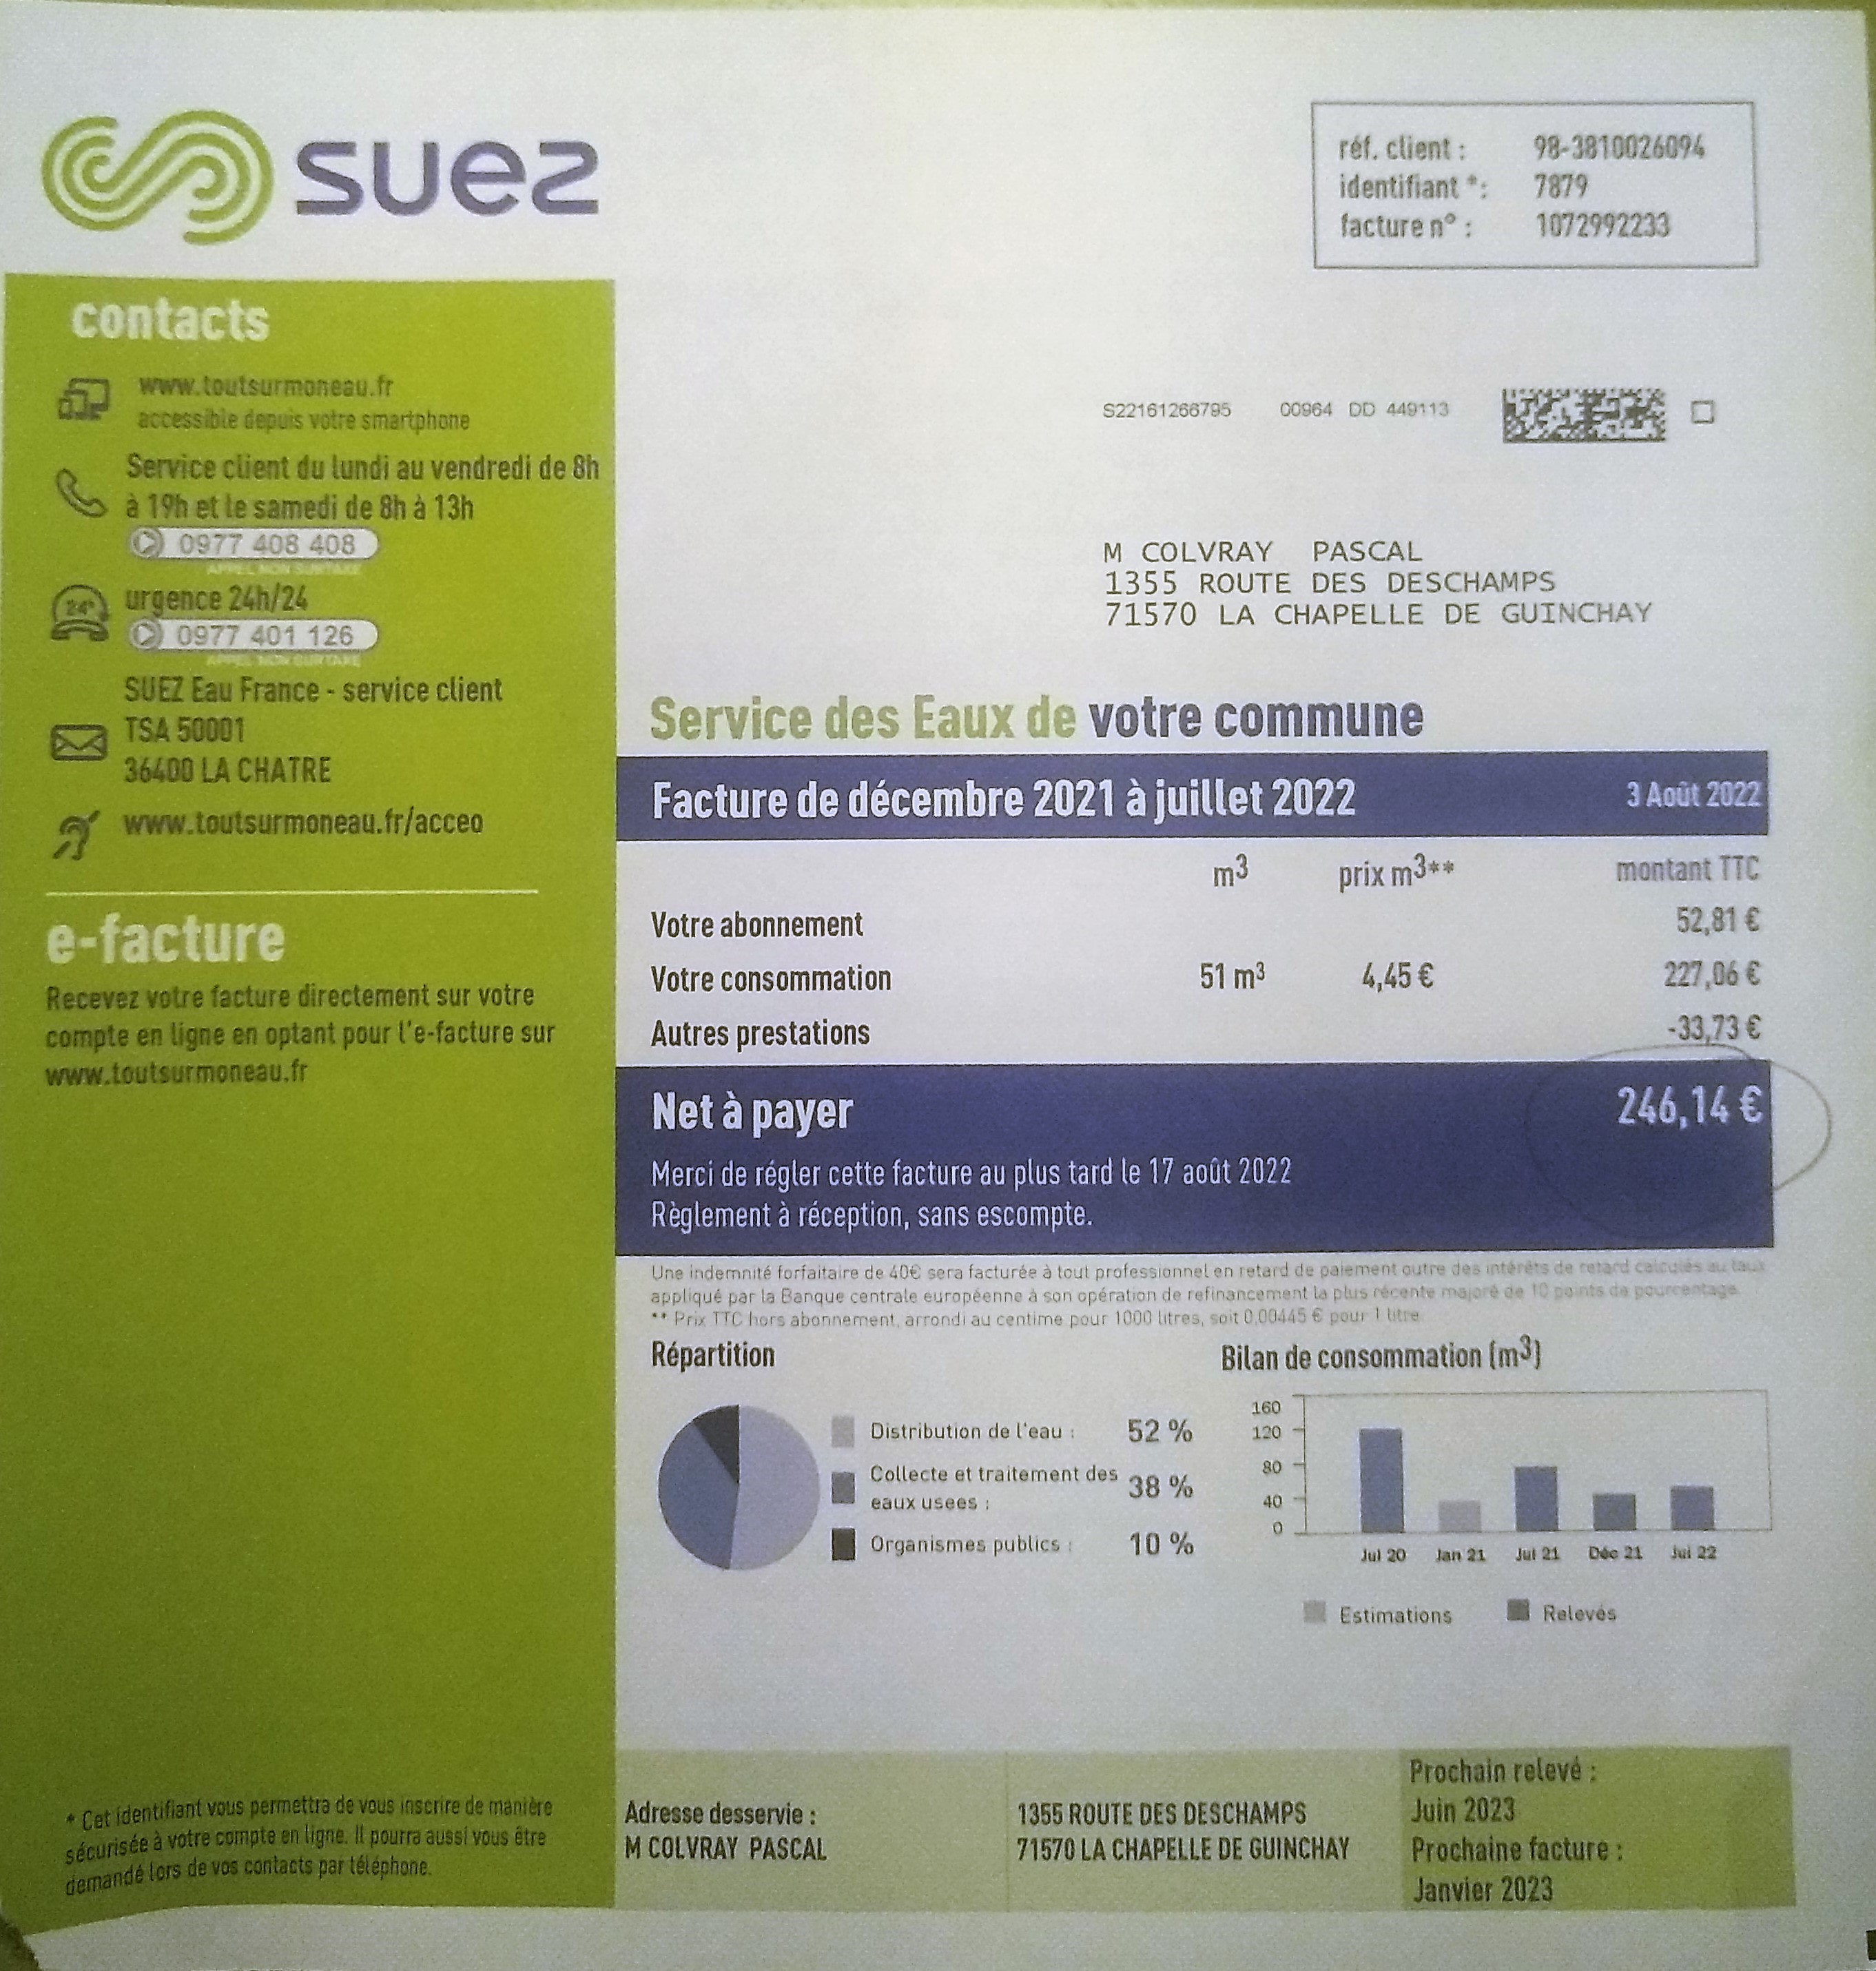 suez
réf. client : 98-3810026094
identifiant * : 7879
facture n° : 1072992233
contacts
www.toutsurmoneau.fr
accessible depuis votre smartphone
Service client du lundi au vendredi de 8h
à 19h et le samedi de 8h à 13h
0977 408 408
APPEL NON SURTAXE
24h
urgence 24h/24
0977 401 126
APPEL NON SURTAXE
SUEZ Eau France - service client
TSA 50001
36400 LA CHATRE
www.toutsurmoneau.fr/acceo
e-facture
Recevez votre facture directement sur votre
compte en ligne en optant pour l'e-facture sur
www.toutsurmoneau.fr
* Cet identifiant vous permettra de vous inscrire de manière
sécurisée à votre compte en ligne. Il pourra aussi vous être
demandé lors de vos contacts par téléphone.
S22161266795 00964 DD 449113
M COLVRAY PASCAL
1355 ROUTE DES DESCHAMPS
71570 LA CHAPELLE DE GUINCHAY
Service des Eaux de votre commune
Facture de décembre 2021 à juillet 2022 3 Août 2022
m3 prix m3** montant TTC
Votre abonnement 52,81 €
Votre consommation 51 m3 4,45 € 227,06 €
Autres prestations -33,73 €
Net à payer 246,14 €
Merci de régler cette facture au plus tard le 17 août 2022
Règlement à réception, sans escompte.
Une indemnité forfaitaire de 40€ sera facturée à tout professionnel en retard de paiement outre des intérêts de retard calculés au taux
appliqué par la Banque centrale européenne à son opération de refinancement la plus récente majoré de 10 points de pourcentage.
** Prix TTC hors abonnement, arrondi au centime pour 1000 litres, soit 0,00445 € pour 1 litre.
Répartition
Distribution de l'eau : 52 %
Collecte et traitement des
eaux usees : 38 %
Organismes publics : 10 %
Bilan de consommation (m3)
160
120
80
40
0
Jul 20 Jan 21 Jul 21 Déc 21 Jul 22
Estimations Relevés
Adresse desservie :
M COLVRAY PASCAL
1355 ROUTE DES DESCHAMPS
71570 LA CHAPELLE DE GUINCHAY
Prochain relevé :
Juin 2023
Prochaine facture :
Janvier 2023